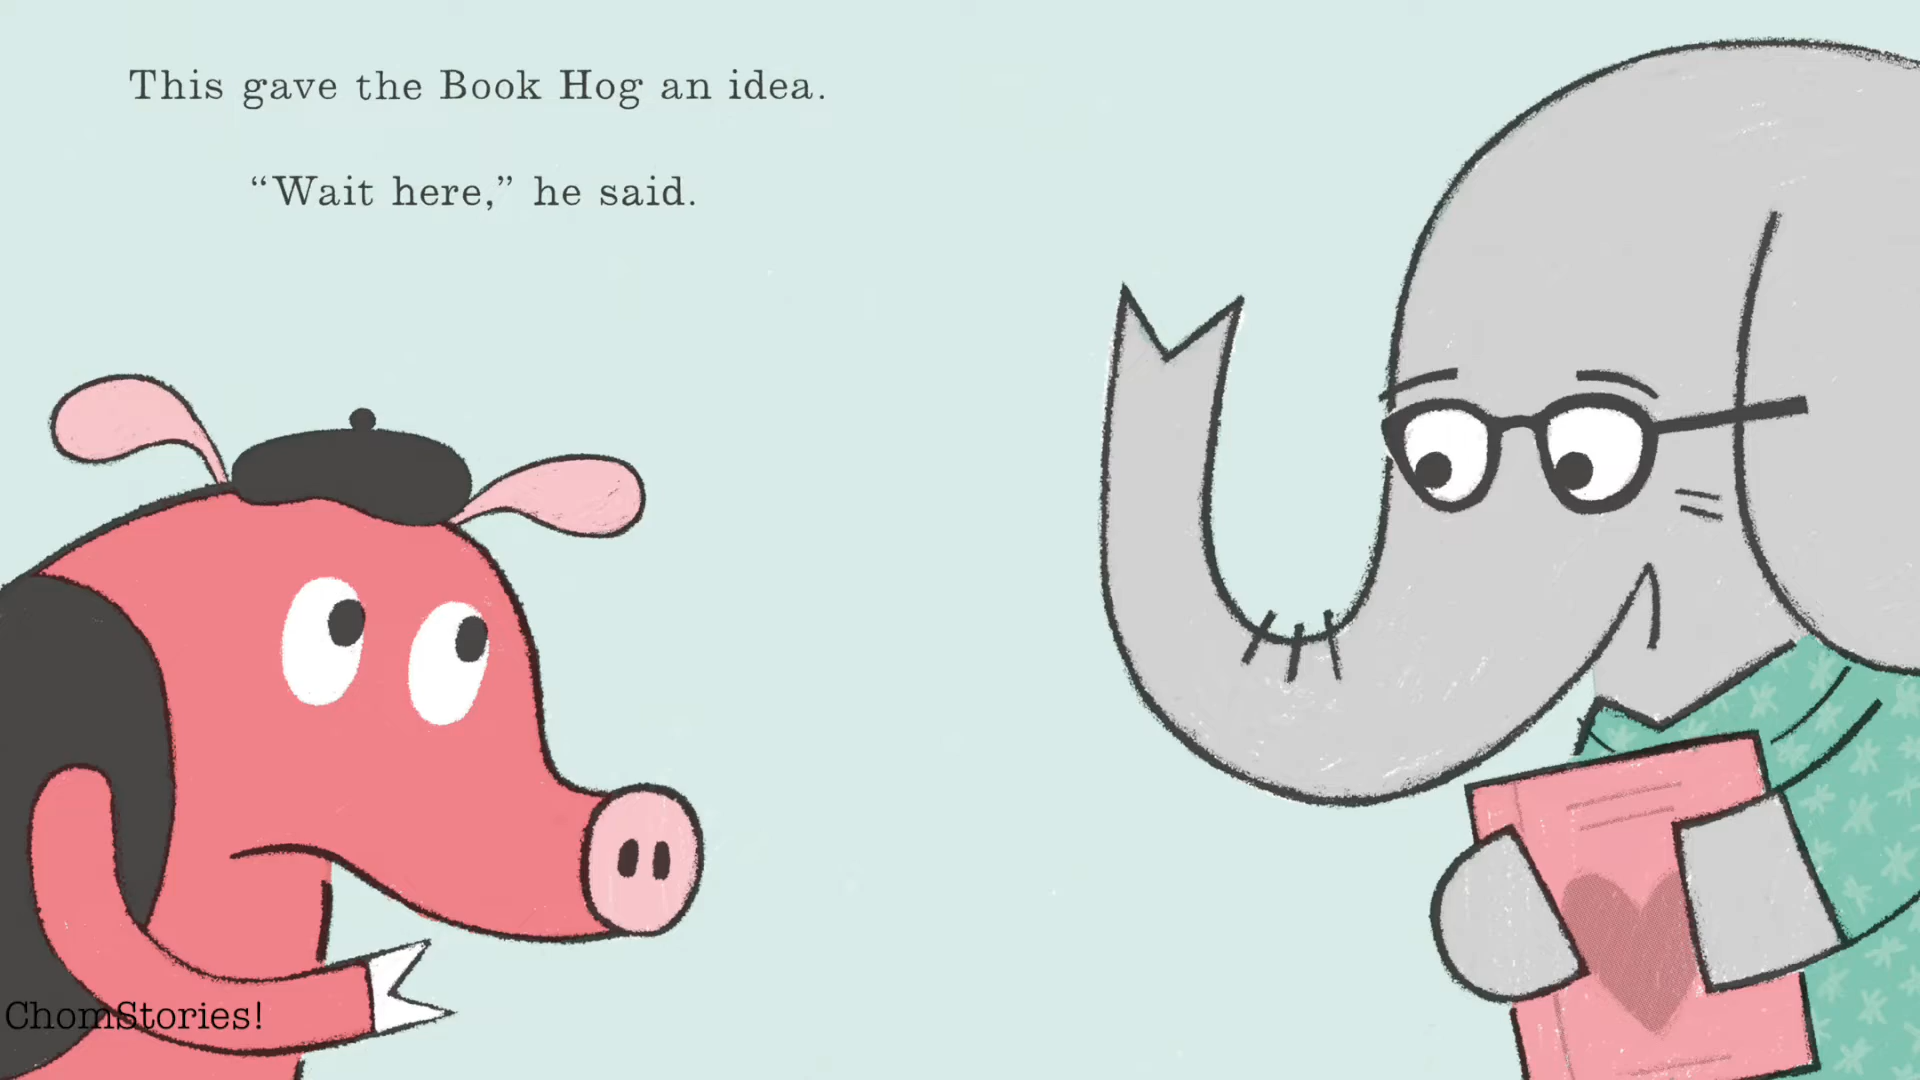 This gave the Book Hog an idea.
“Wait here,” he said.
ChomStories!